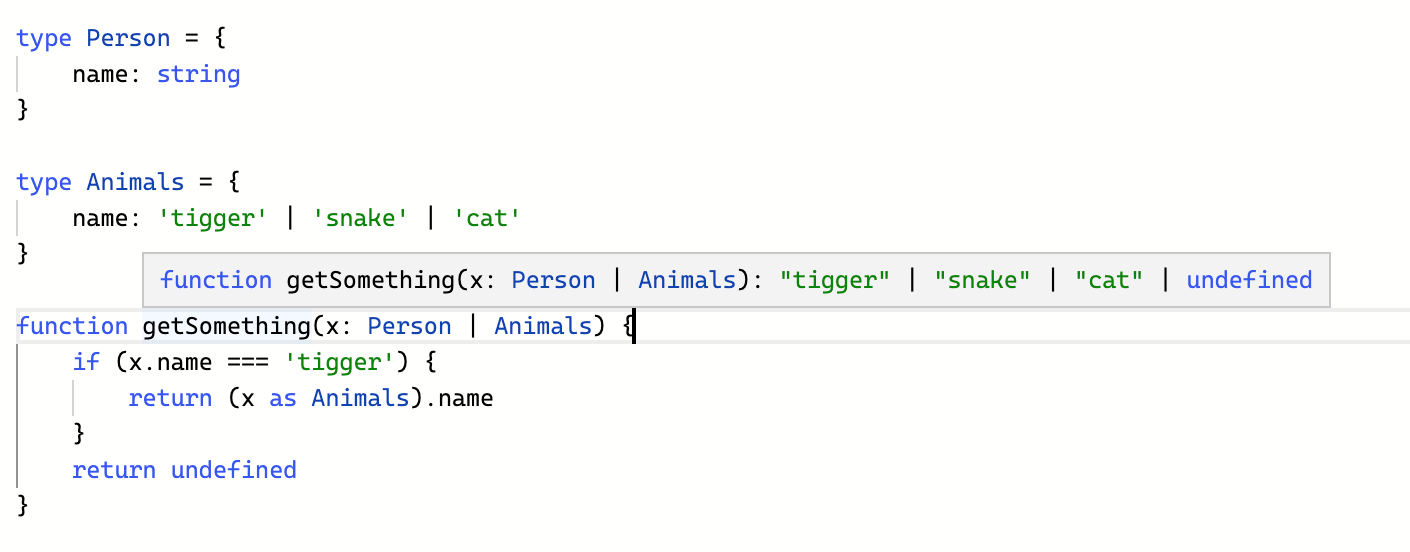 type Person = {
    name: string
}
type Animals = {
    name: 'tigger' | 'snake' | 'cat'
}
function getSomething(x: Person | Animals): "tigger" | "snake" | "cat" | undefined
function getSomething(x: Person | Animals) {
    if (x.name === 'tigger') {
        return (x as Animals).name
    }
    return undefined
}